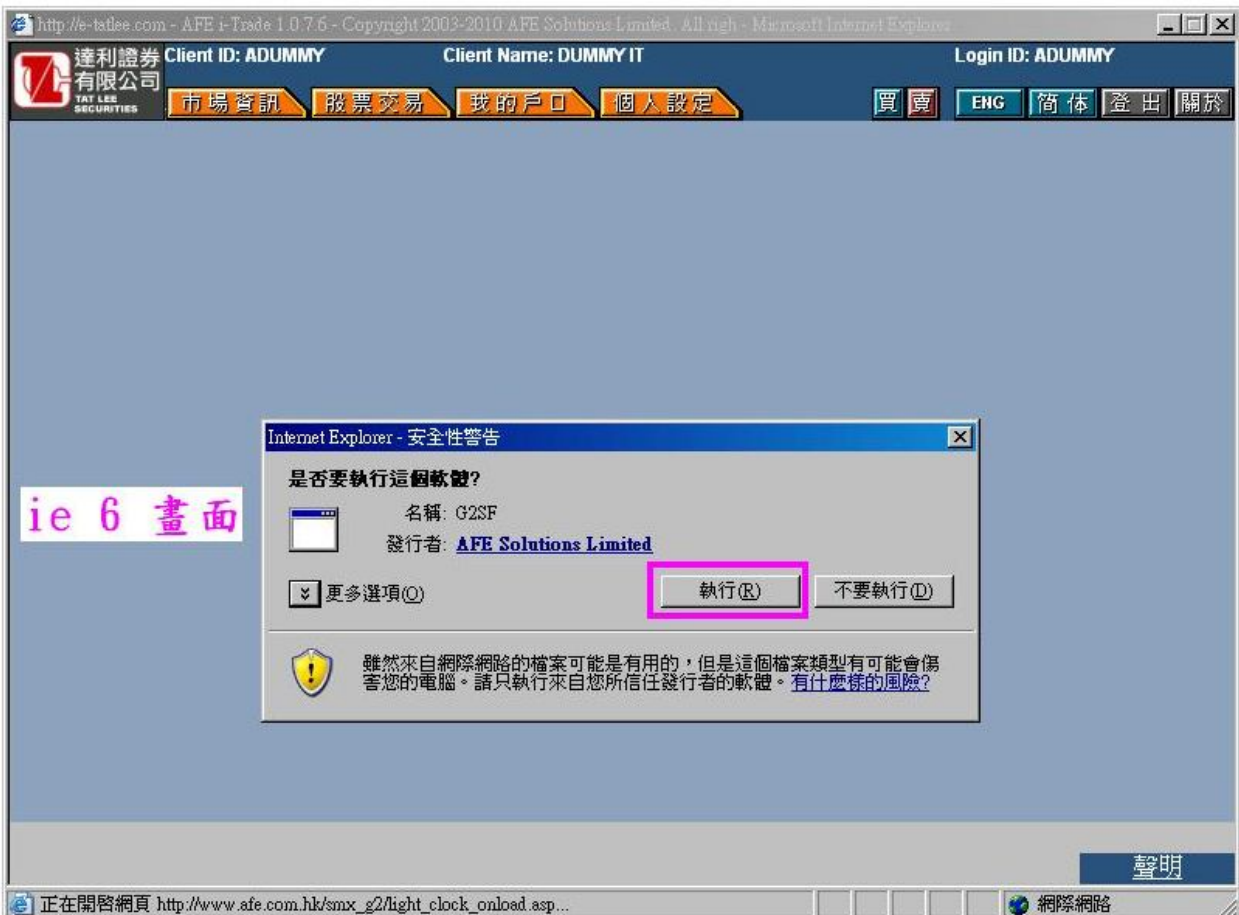 http://e-tatlee.com - AFE i-Trade 1.0.7.6 - Copyright 2003-2010 AFE Solutions Limited. All righ - Microsoft Internet Explorer
達利證券
有限公司
TAT LEE
SECURITIES
Client ID: ADUMMY Client Name: DUMMY IT Login ID: ADUMMY
市場資訊 股票交易 我的戶口 個人設定 買 賣 ENG 简体 登出 關於
Internet Explorer - 安全性警告
是否要執行這個軟體?
名稱: G2SF
發行者: AFE Solutions Limited
更多選項(O) 執行(R) 不要執行(D)
雖然來自網際網路的檔案可能是有用的，但是這個檔案類型有可能會傷
害您的電腦。請只執行來自您所信任發行者的軟體。有什麼樣的風險?
ie 6 畫面
聲明
正在開啓網頁 http://www.afe.com.hk/smx_g2/light_clock_onload.asp... 網際網路